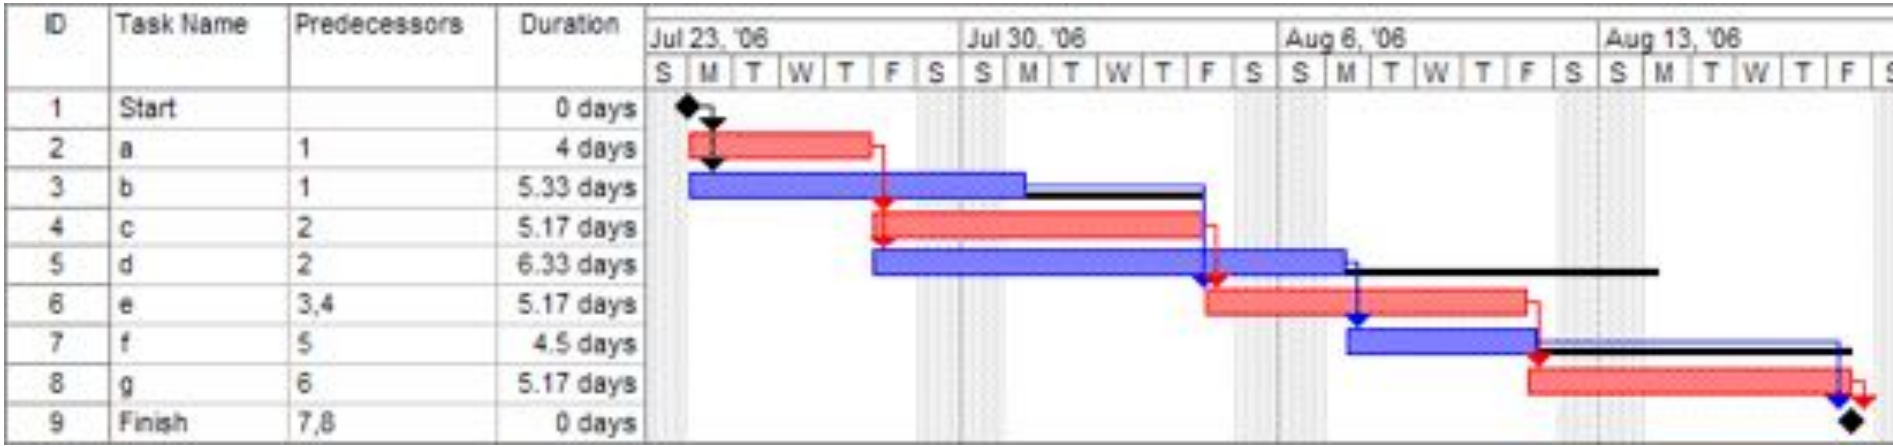 ID Task Name Predecessors Duration
Jul 23, '06 Jul 30, '06 Aug 6, '06 Aug 13, '06
S M T W T F S S M T W T F S S M T W T F S S M T W T F S
1 Start 0 days
2 a 1 4 days
3 b 1 5.33 days
4 c 2 5.17 days
5 d 2 6.33 days
6 e 3,4 5.17 days
7 f 5 4.5 days
8 g 6 5.17 days
9 Finish 7,8 0 days